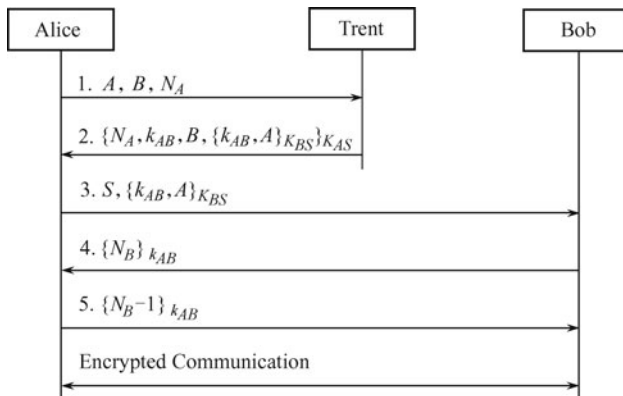 Alice
Trent
Bob
1. A, B, N_A
2. {N_A, k_AB, B, {k_AB, A}_K_BS}_K_AS
3. S, {k_AB, A}_K_BS
4. {N_B}_k_AB
5. {N_B−1}_k_AB
Encrypted Communication